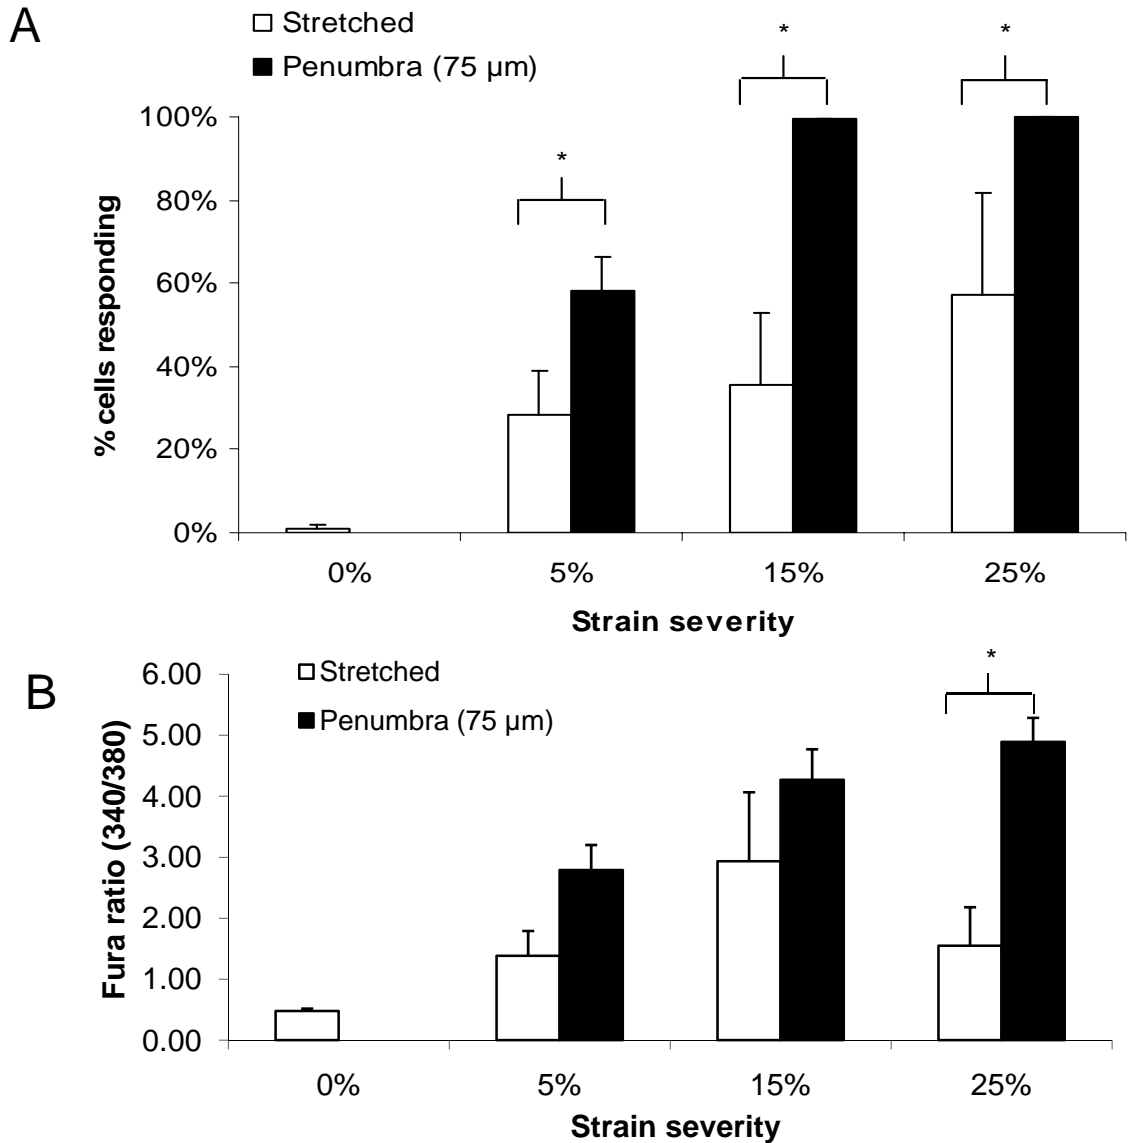 A
Stretched
Penumbra (75 µm)
*
*
*
100%
80%
60%
40%
20%
0%
% cells responding
0%
5%
15%
25%
Strain severity
B
Stretched
Penumbra (75 µm)
*
6.00
5.00
4.00
3.00
2.00
1.00
0.00
Fura ratio (340/380)
0%
5%
15%
25%
Strain severity